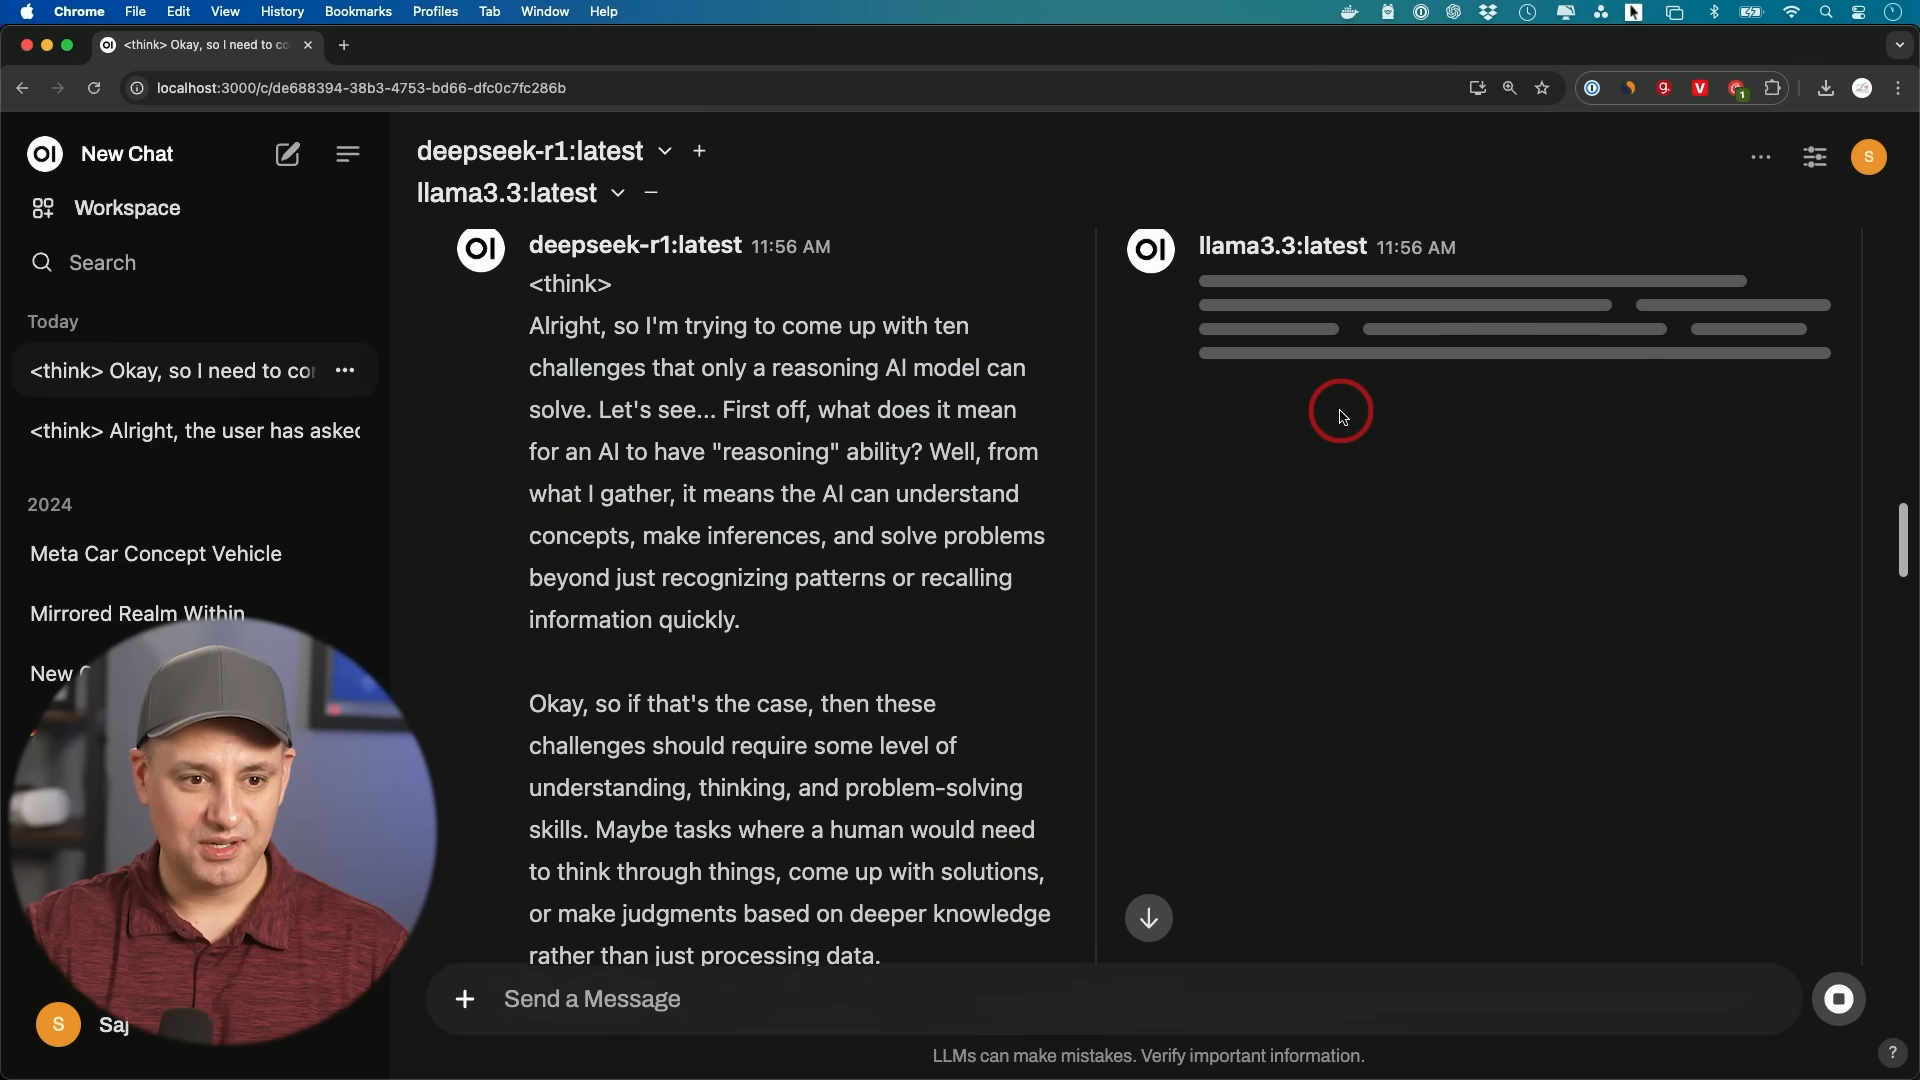 Chrome File Edit View History Bookmarks Profiles Tab Window Help
<think> Okay, so I need to co
localhost:3000/c/de688394-38b3-4753-bd66-dfc0c7fc286b
g.
V
1
OI New Chat
Workspace
Search
Today
<think> Okay, so I need to cor
<think> Alright, the user has asked
2024
Meta Car Concept Vehicle
Mirrored Realm Within
New
S Saj
deepseek-r1:latest
llama3.3:latest
S
OI deepseek-r1:latest 11:56 AM
<think>
Alright, so I'm trying to come up with ten
challenges that only a reasoning AI model can
solve. Let's see... First off, what does it mean
for an AI to have "reasoning" ability? Well, from
what I gather, it means the AI can understand
concepts, make inferences, and solve problems
beyond just recognizing patterns or recalling
information quickly.
Okay, so if that's the case, then these
challenges should require some level of
understanding, thinking, and problem-solving
skills. Maybe tasks where a human would need
to think through things, come up with solutions,
or make judgments based on deeper knowledge
rather than just processing data.
OI llama3.3:latest 11:56 AM
Send a Message
LLMs can make mistakes. Verify important information.
?